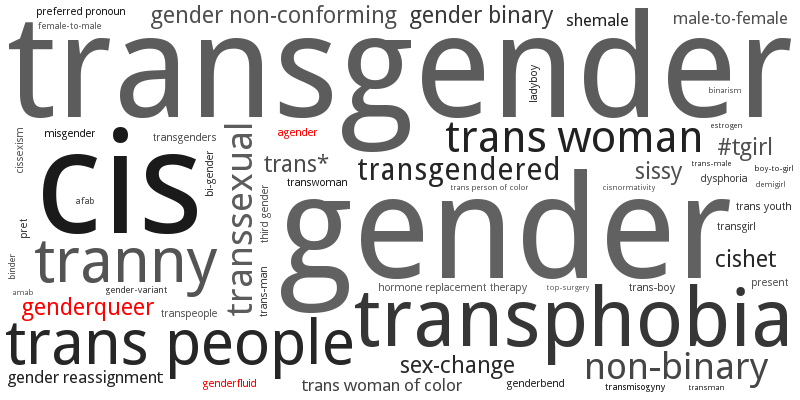 preferred pronoun
gender non-conforming
gender binary
shemale
male-to-female
female-to-male
transgender
ladyboy
binarism
cissexism
misgender
transgenders
agender
trans woman
estrogen
#tgirl
cis
bi-gender
transsexual
trans*
transgendered
sissy
trans-male
boy-to-girl
dysphoria
demigirl
transwoman
third gender
trans person of color
cisnormativity
afab
gender
trans youth
transgirl
pret
tranny
cishet
binder
trans-man
amab
gender-variant
hormone replacement therapy
top-surgery
trans-boy
present
genderqueer
transpeople
transphobia
trans people
sex-change
non-binary
gender reassignment
genderfluid
trans woman of color
genderbend
transmisogyny
transman